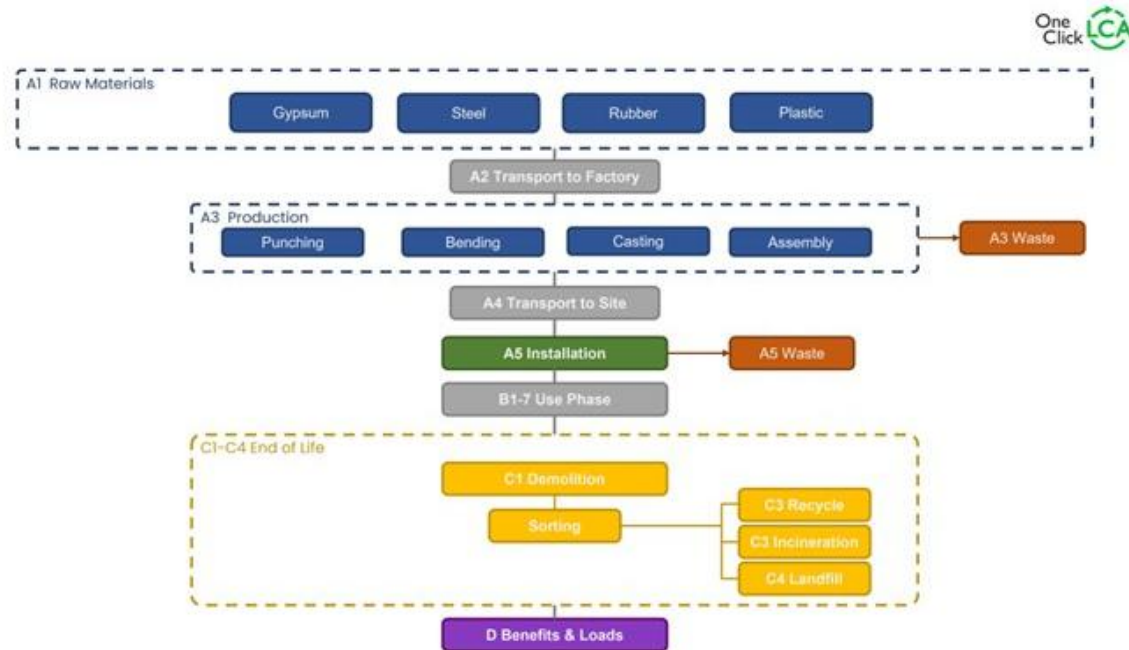 One
Click LCA
A1 Raw Materials
Gypsum
Steel
Rubber
Plastic
A2 Transport to Factory
A3 Production
Punching
Bending
Casting
Assembly
A3 Waste
A4 Transport to Site
A5 Installation
A5 Waste
B1-7 Use Phase
C1-C4 End of Life
C1 Demolition
Sorting
C3 Recycle
C3 Incineration
C4 Landfill
D Benefits & Loads